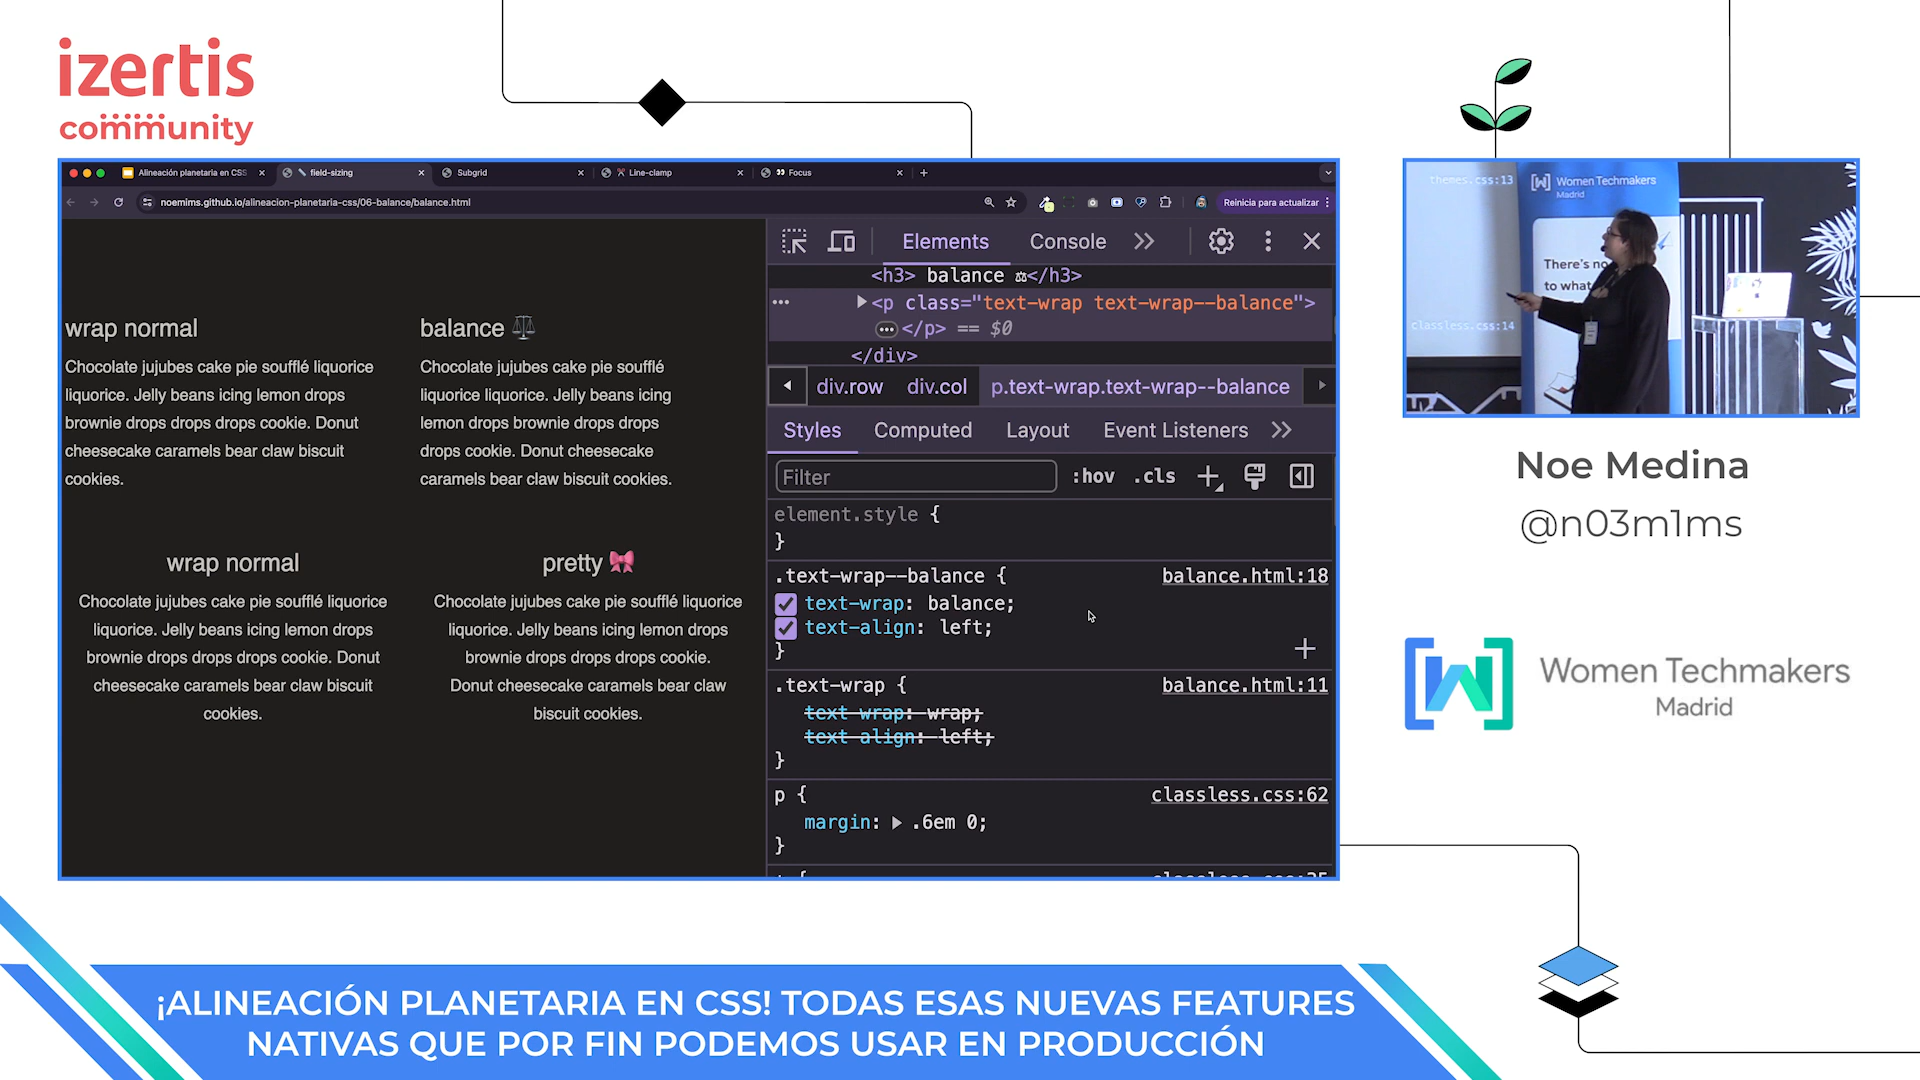 izertis
community
Alineación planetaria en CSS
field-sizing
Subgrid
Line-clamp
Focus
noemims.github.io/alineacion-planetaria-css/06-balance/balance.html
Reinicia para actualizar
wrap normal
Chocolate jujubes cake pie soufflé liquorice
liquorice. Jelly beans icing lemon drops
brownie drops drops drops cookie. Donut
cheesecake caramels bear claw biscuit
cookies.
balance ⚖
Chocolate jujubes cake pie soufflé
liquorice liquorice. Jelly beans icing
lemon drops brownie drops drops
drops cookie. Donut cheesecake
caramels bear claw biscuit cookies.
wrap normal
Chocolate jujubes cake pie soufflé liquorice
liquorice. Jelly beans icing lemon drops
brownie drops drops drops cookie. Donut
cheesecake caramels bear claw biscuit
cookies.
pretty 🎀
Chocolate jujubes cake pie soufflé liquorice
liquorice. Jelly beans icing lemon drops
brownie drops drops drops cookie.
Donut cheesecake caramels bear claw
biscuit cookies.
Elements Console
<h3> balance ⚖</h3>
<p class="text-wrap text-wrap--balance">
</p> == $0
</div>
div.row div.col p.text-wrap.text-wrap--balance
Styles Computed Layout Event Listeners
Filter :hov .cls
element.style {
}
.text-wrap--balance { balance.html:18
text-wrap: balance;
text-align: left;
}
.text-wrap { balance.html:11
text-wrap: wrap;
text-align: left;
}
p { classless.css:62
margin: .6em 0;
}
themes.css:13
classless.css:14
Women Techmakers
Madrid
There's no
to what
Noe Medina
@n03m1ms
Women Techmakers
Madrid
¡ALINEACIÓN PLANETARIA EN CSS! TODAS ESAS NUEVAS FEATURES
NATIVAS QUE POR FIN PODEMOS USAR EN PRODUCCIÓN